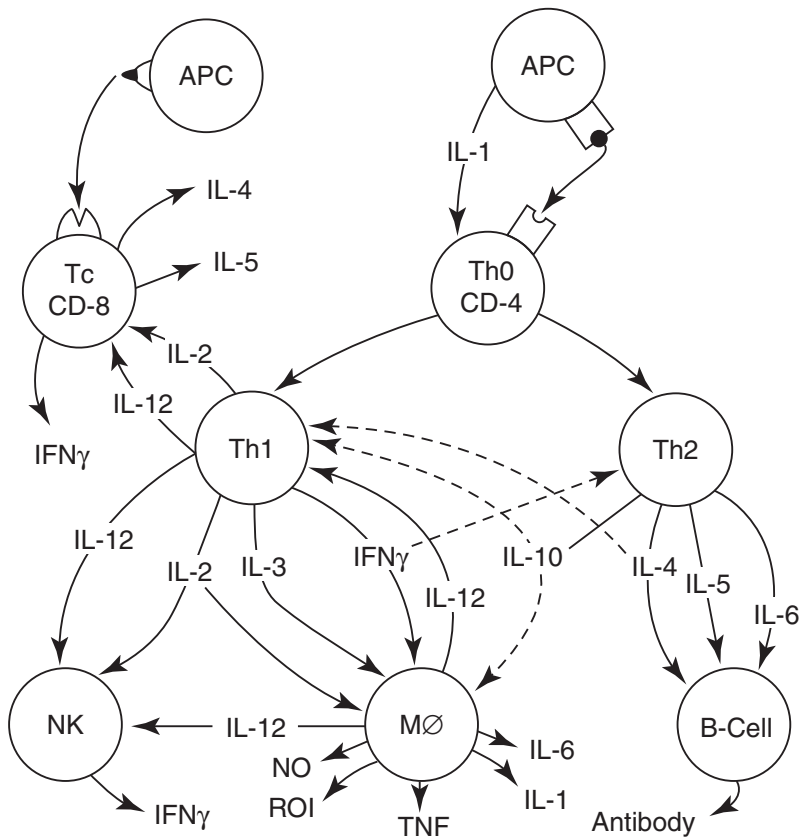 APC
APC
IL-1
IL-4
Tc
CD-8
IL-5
Th0
CD-4
IL-2
IL-12
IFNγ
Th1
Th2
IL-12
IL-2
IL-3
IFNγ
IL-10
IL-4
IL-5
IL-12
IL-6
NK
IL-12
MØ
B-Cell
NO
IL-6
ROI
IL-1
IFNγ
TNF
Antibody